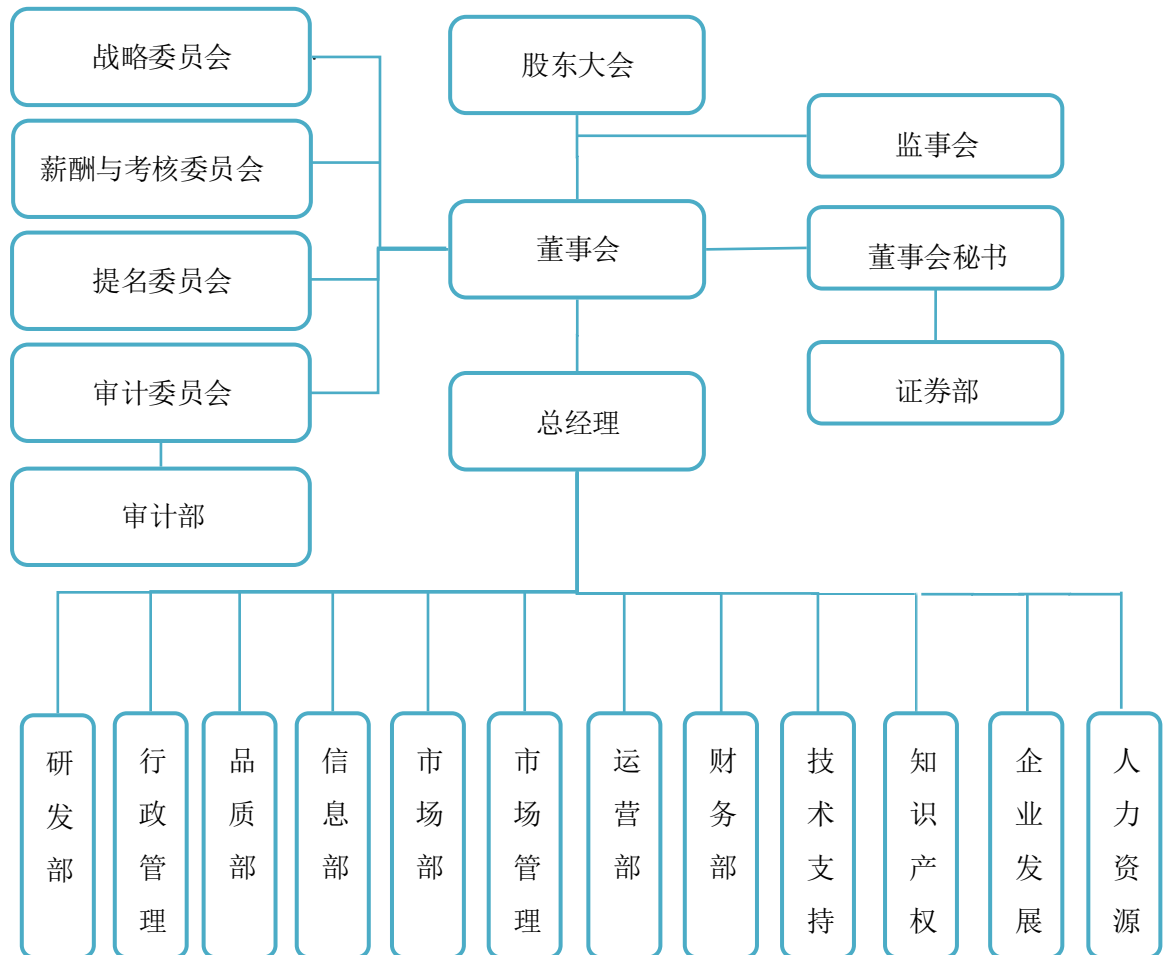 战略委员会
股东大会
监事会
薪酬与考核委员会
董事会
董事会秘书
提名委员会
审计委员会
总经理
证券部
审计部
研发部
行政管理
品质部
信息部
市场部
市场管理
运营部
财务部
技术支持
知识产权
企业发展
人力资源